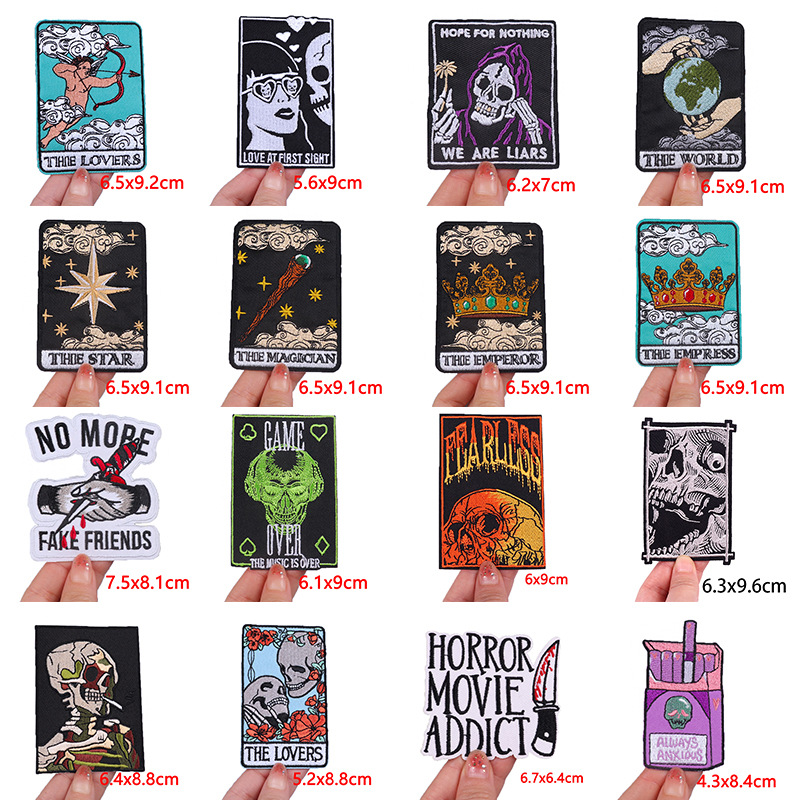 THE LOVERS
6.5x9.2cm
LOVE AT FIRST SIGHT
5.6x9cm
HOPE FOR NOTHING
WE ARE LIARS
6.2x7cm
THE WORLD
6.5x9.1cm
THE STAR
6.5x9.1cm
THE MAGICIAN
6.5x9.1cm
THE EMPEROR
6.5x9.1cm
THE EMPRESS
6.5x9.1cm
NO MORE
FAKE FRIENDS
7.5x8.1cm
GAME
OVER
THE MUSIC IS OVER
6.1x9cm
FEARLESS
6x9cm
6.3x9.6cm
6.4x8.8cm
THE LOVERS
5.2x8.8cm
HORROR
MOVIE
ADDICT
6.7x6.4cm
ALWAYS
ANXIOUS
4.3x8.4cm